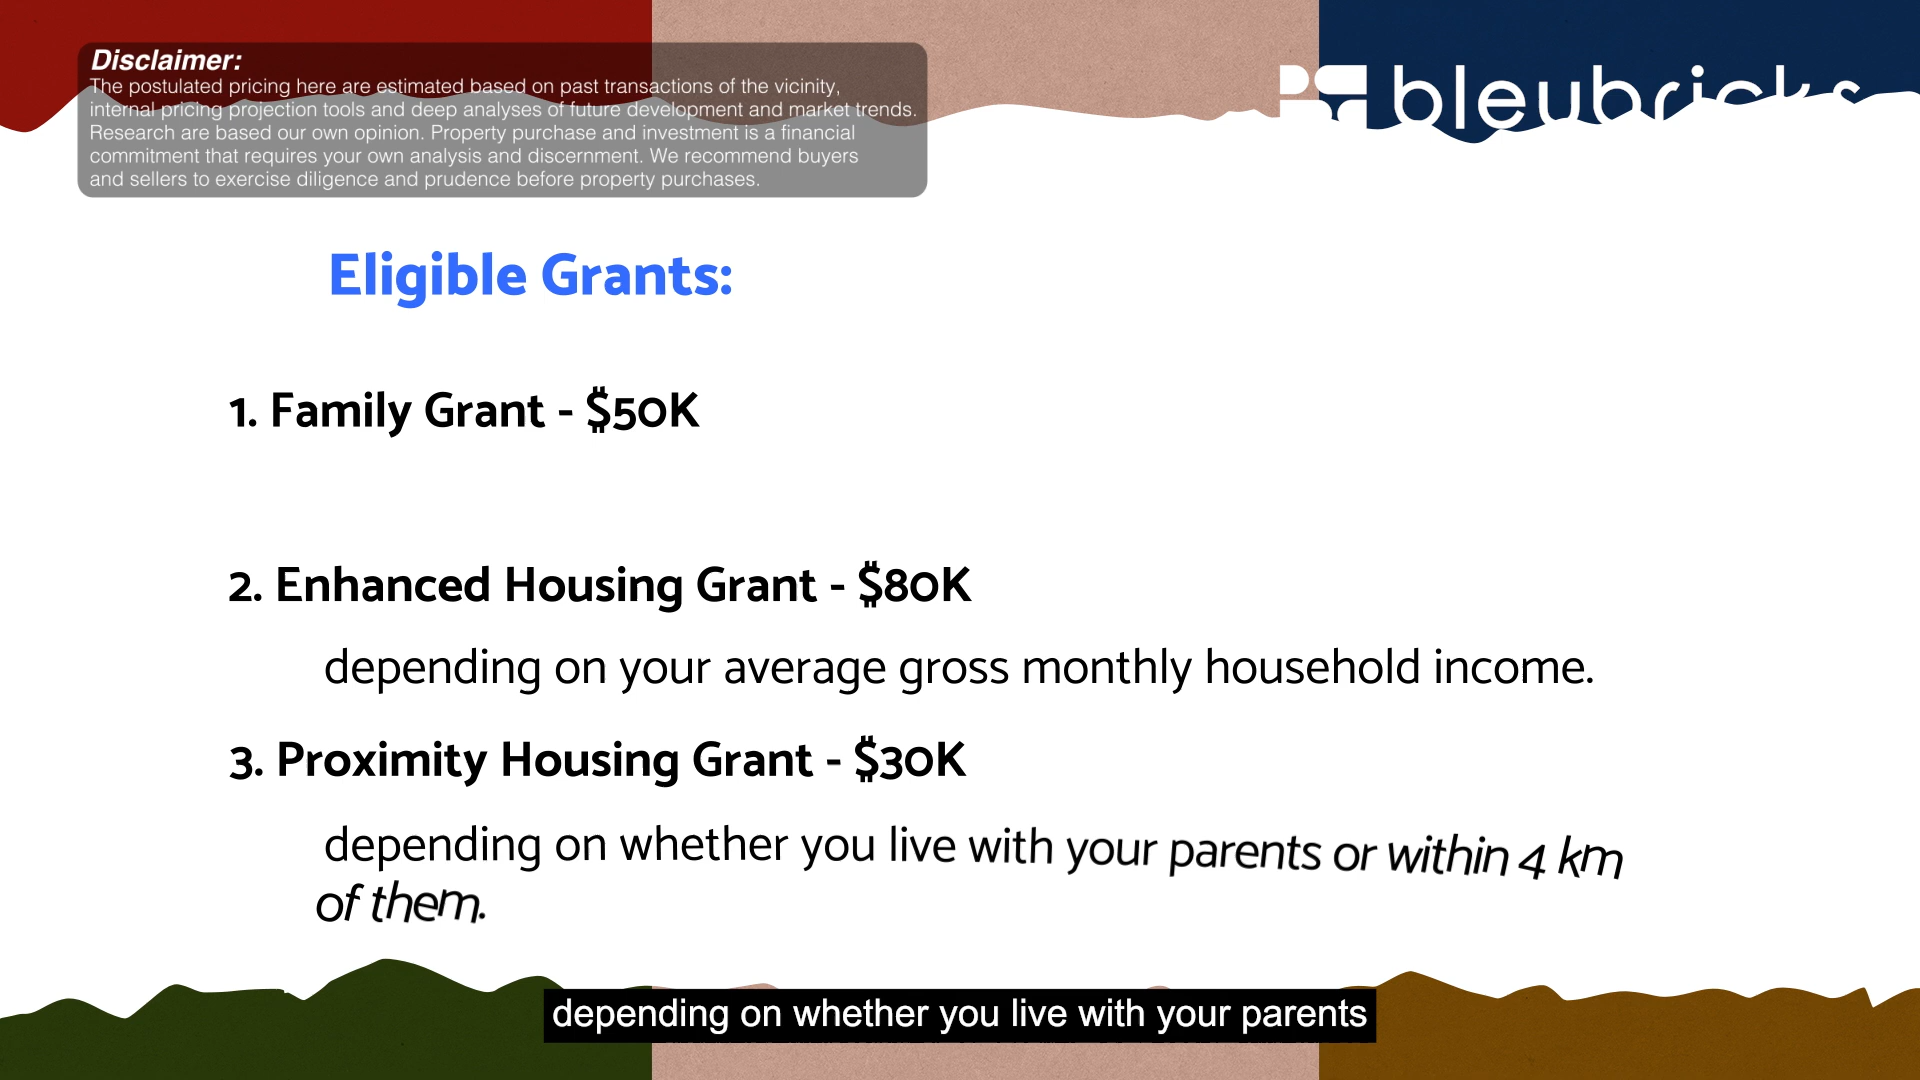 Disclaimer:
The postulated pricing here are estimated based on past transactions of the vicinity,
internal pricing projection tools and deep analyses of future development and market trends.
Research are based our own opinion. Property purchase and investment is a financial
commitment that requires your own analysis and discernment. We recommend buyers
and sellers to exercise diligence and prudence before property purchases.
bleubricks
Eligible Grants:
1. Family Grant - $50K
2. Enhanced Housing Grant - $80K
depending on your average gross monthly household income.
3. Proximity Housing Grant - $30K
depending on whether you live with your parents or within 4 km
of them.
depending on whether you live with your parents